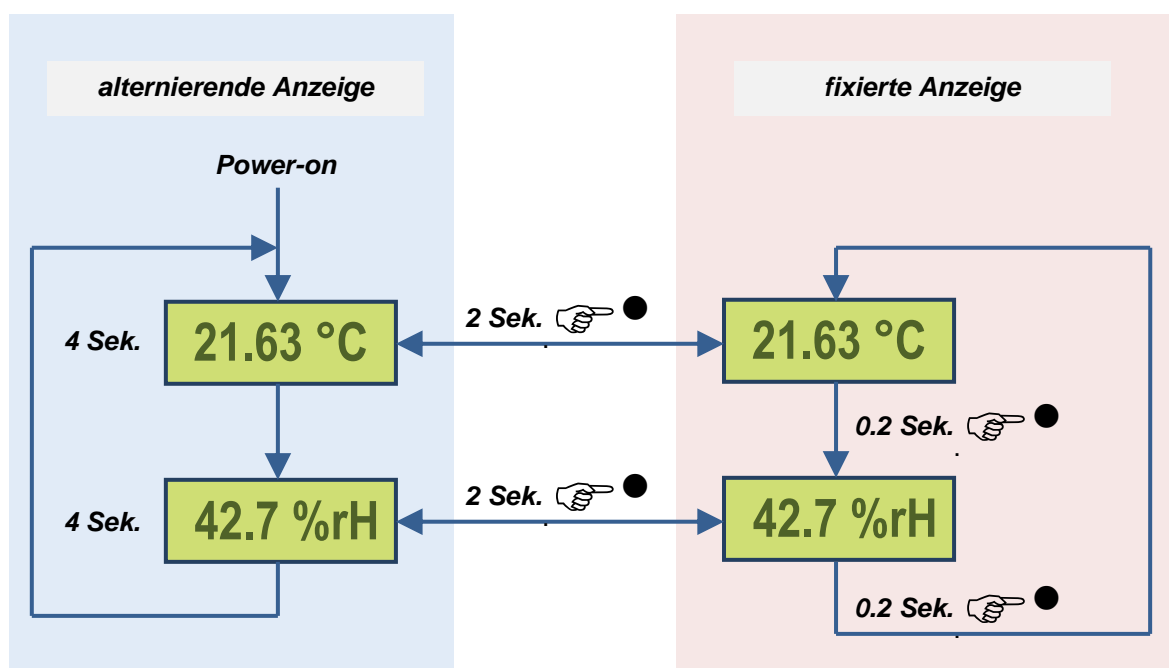 alternierende Anzeige
fixierte Anzeige
Power-on
2 Sek.
4 Sek.
21.63 °C
21.63 °C
0.2 Sek.
2 Sek.
4 Sek.
42.7 %rH
42.7 %rH
0.2 Sek.